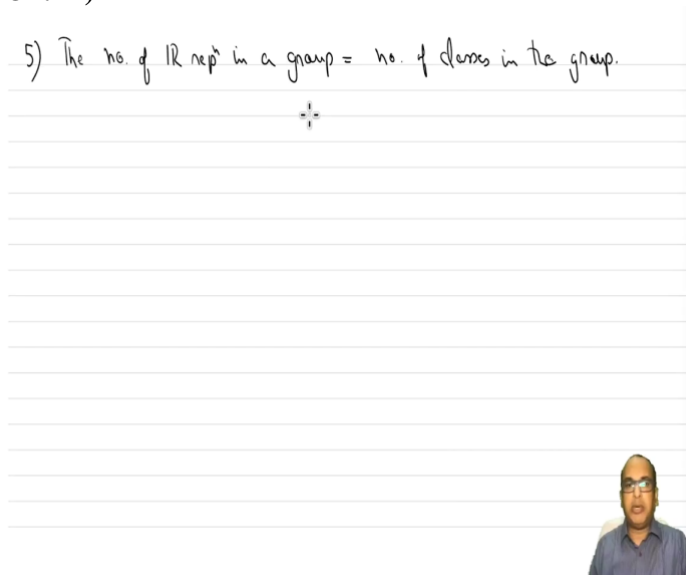 5) The no. of IR repⁿ in a group = no. of classes in the group.